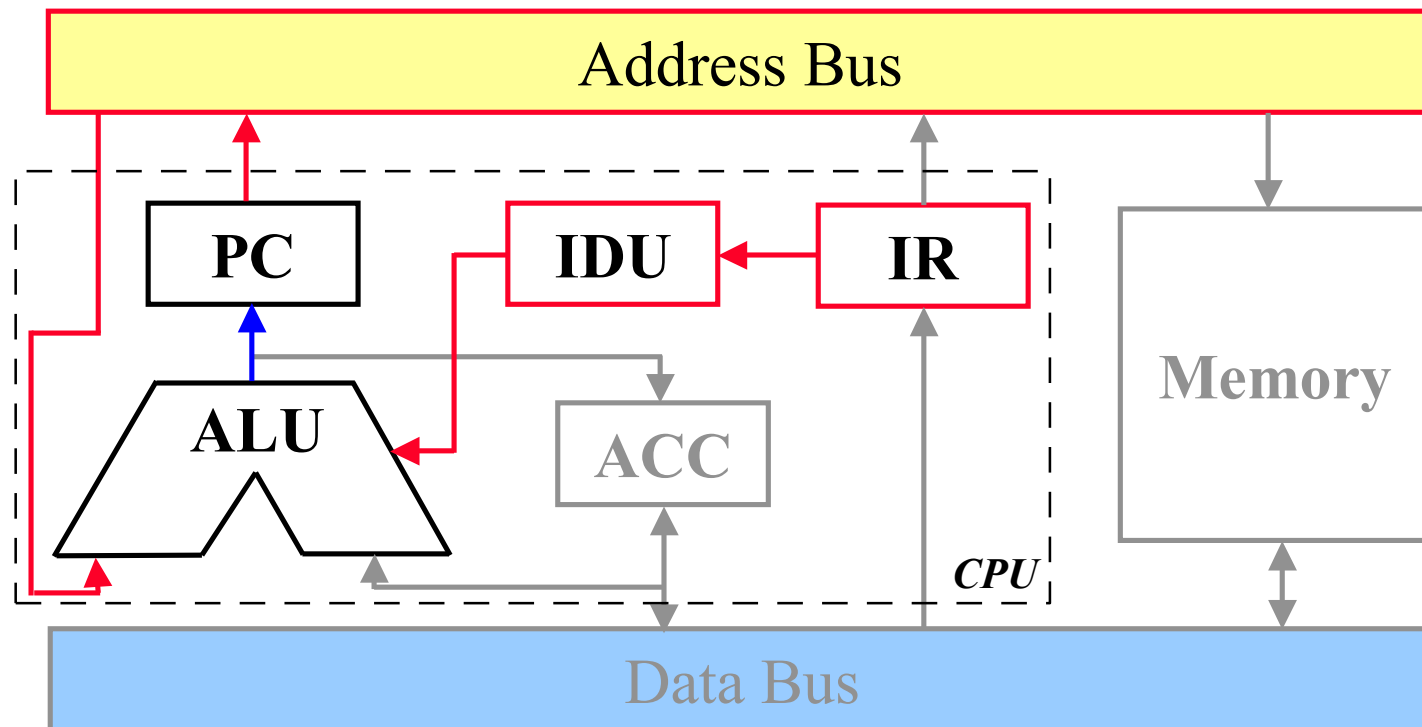 Address Bus
PC
IDU
IR
Memory
ALU
ACC
CPU
Data Bus